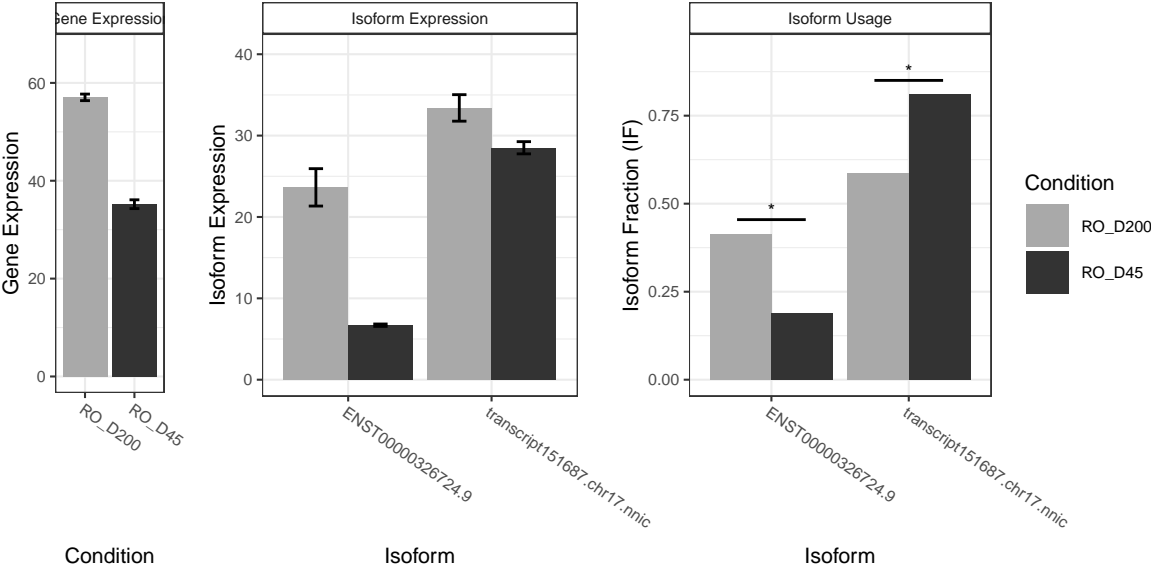 Gene Expression
Isoform Expression
Isoform Usage
Gene Expression
60
40
20
0
RO_D200
RO_D45
Condition
Isoform Expression
40
30
20
10
0
ENST00000326724.9
transcript151687.chr17.nnic
Isoform
Isoform Fraction (IF)
0.75
0.50
0.25
0.00
*
*
ENST00000326724.9
transcript151687.chr17.nnic
Isoform
Condition
RO_D200
RO_D45